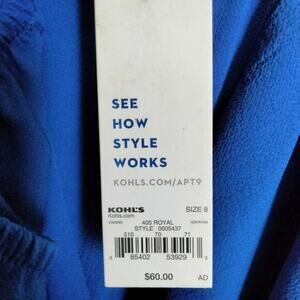 SEE
HOW
STYLE
WORKS
KOHLS.COM/APT9
KOHL'S SIZE 8
Kohls.com
405 ROYAL
STYLE 0505437
510 70 71
85402 53929
$60.00 AD